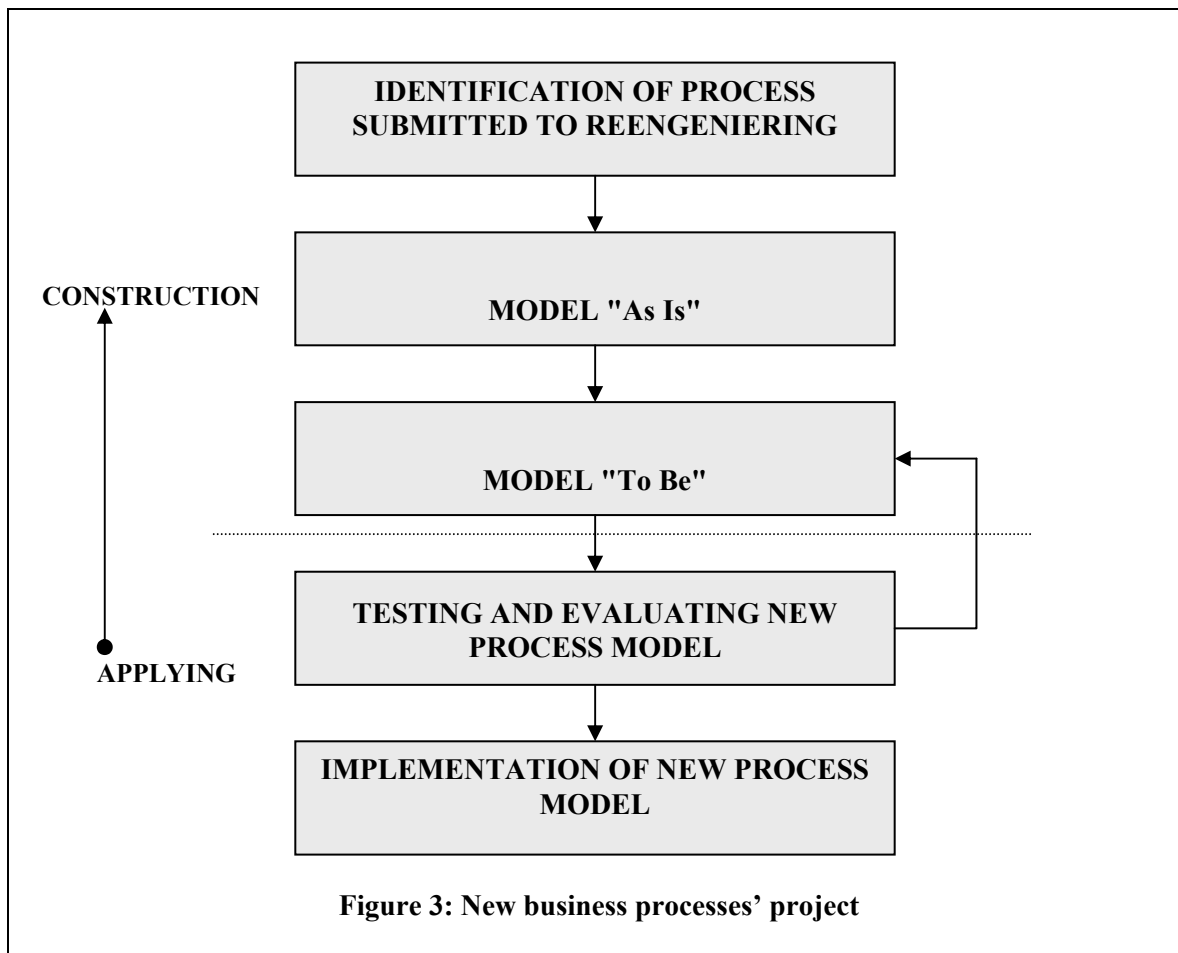 IDENTIFICATION OF PROCESS
SUBMITTED TO REENGENIERING
CONSTRUCTION
MODEL "As Is"
MODEL "To Be"
TESTING AND EVALUATING NEW
PROCESS MODEL
APPLYING
IMPLEMENTATION OF NEW PROCESS
MODEL
Figure 3: New business processes’ project